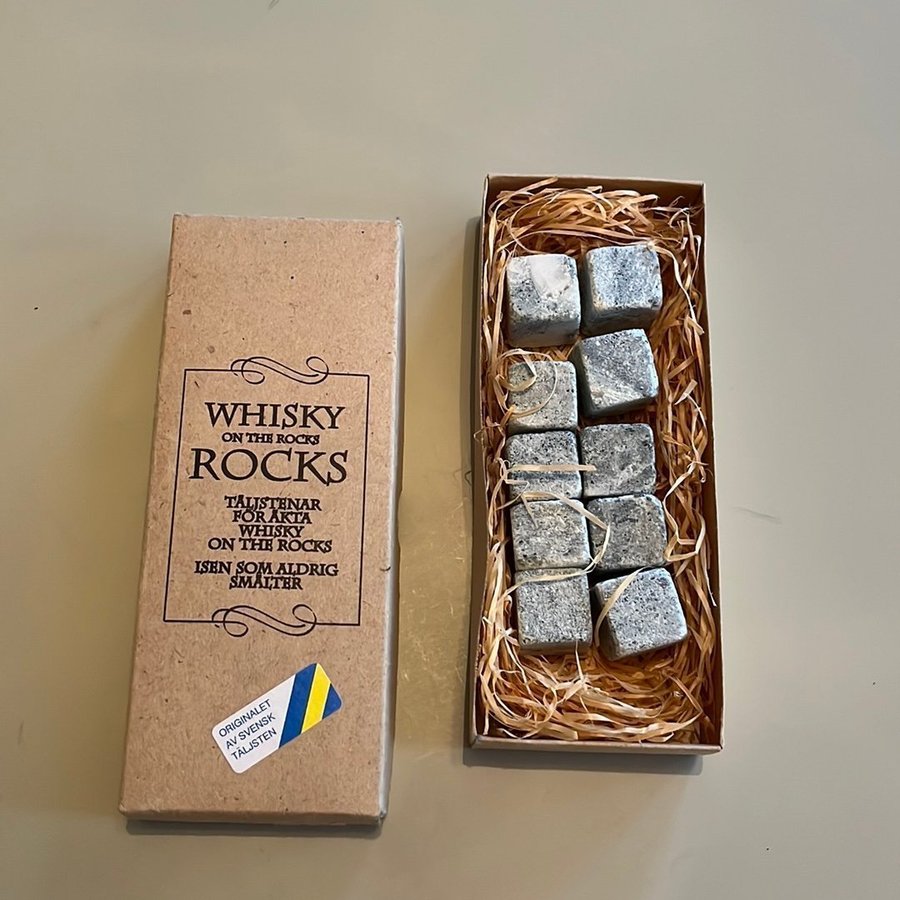 WHISKY
ON THE ROCKS
ROCKS
TÄLJSTENAR
FÖR ÄKTA
WHISKY
ON THE ROCKS
ISEN SOM ALDRIG
SMÄLTER
ORIGINALET
AV SVENSK
TÄLJSTEN